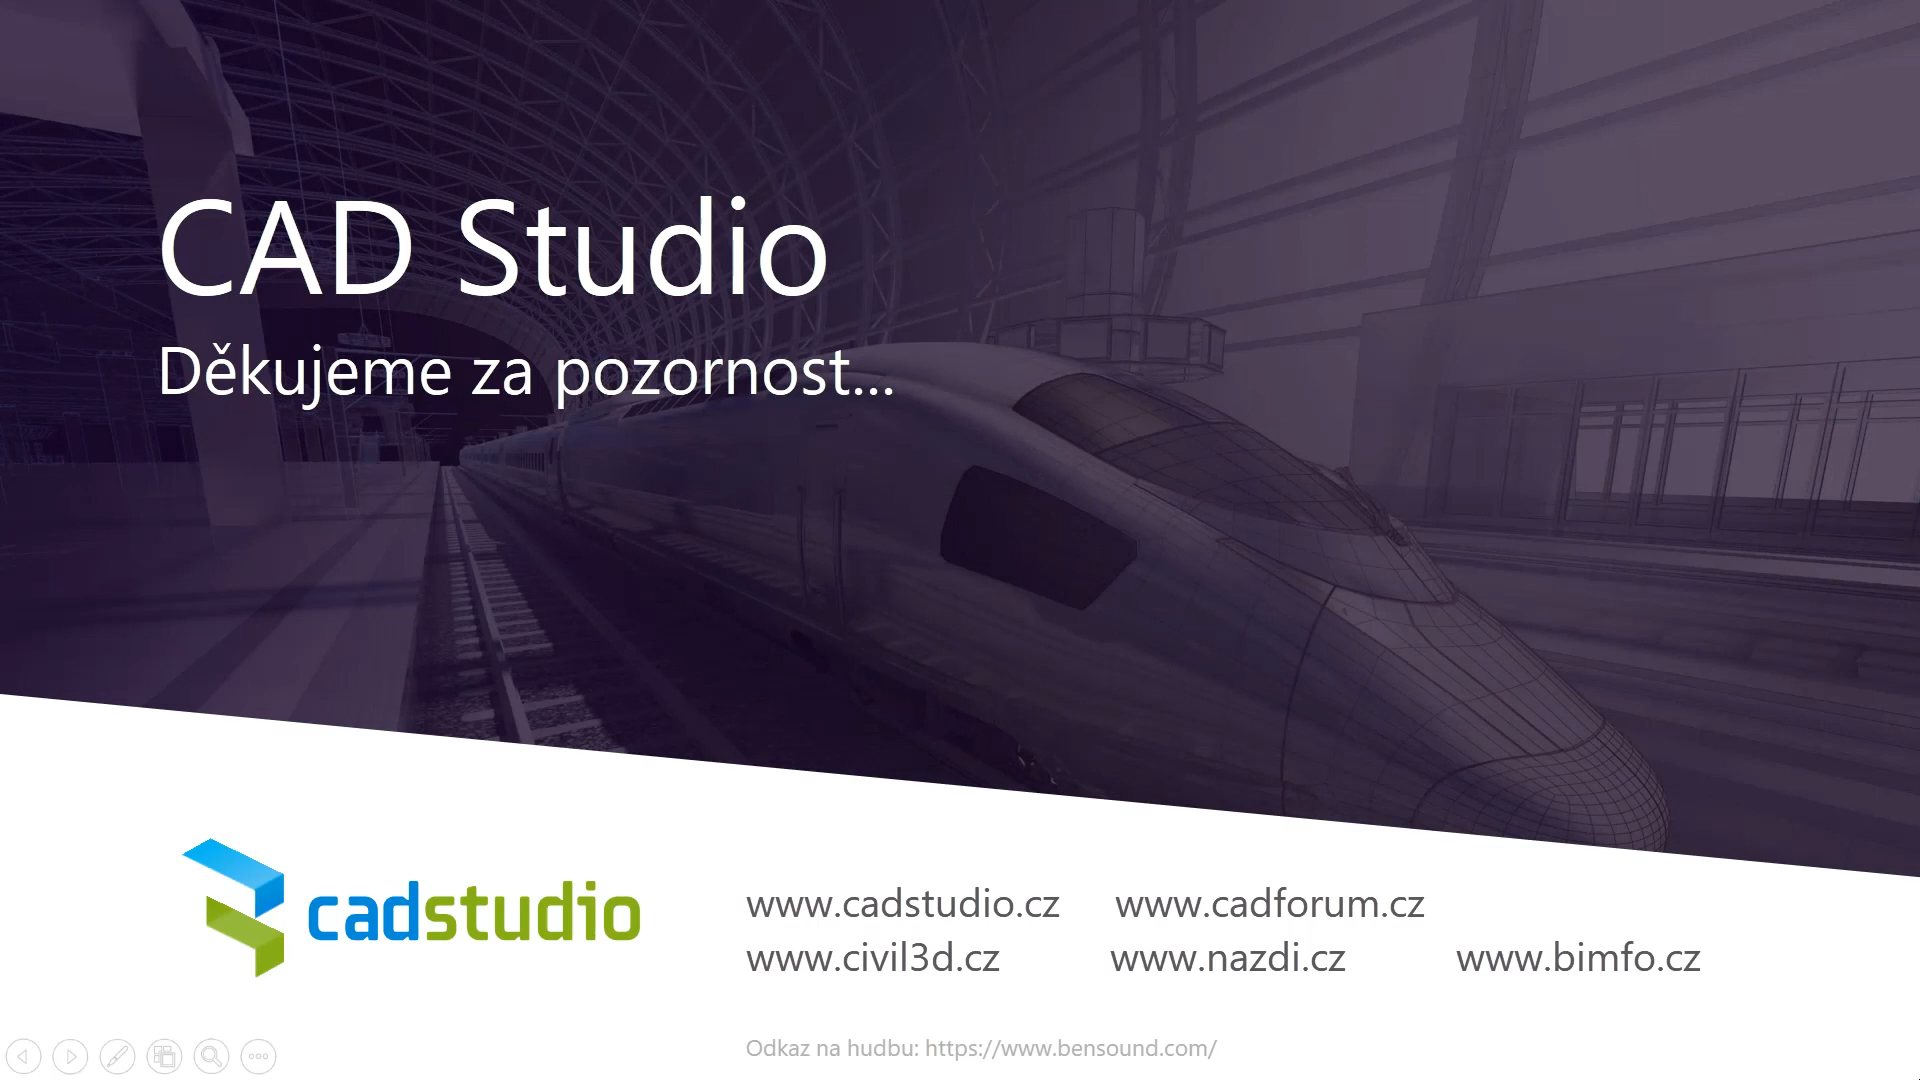 CAD Studio
Děkujeme za pozornost...
cadstudio
www.cadstudio.cz www.cadforum.cz
www.civil3d.cz www.nazdi.cz www.bimfo.cz
Odkaz na hudbu: https://www.bensound.com/